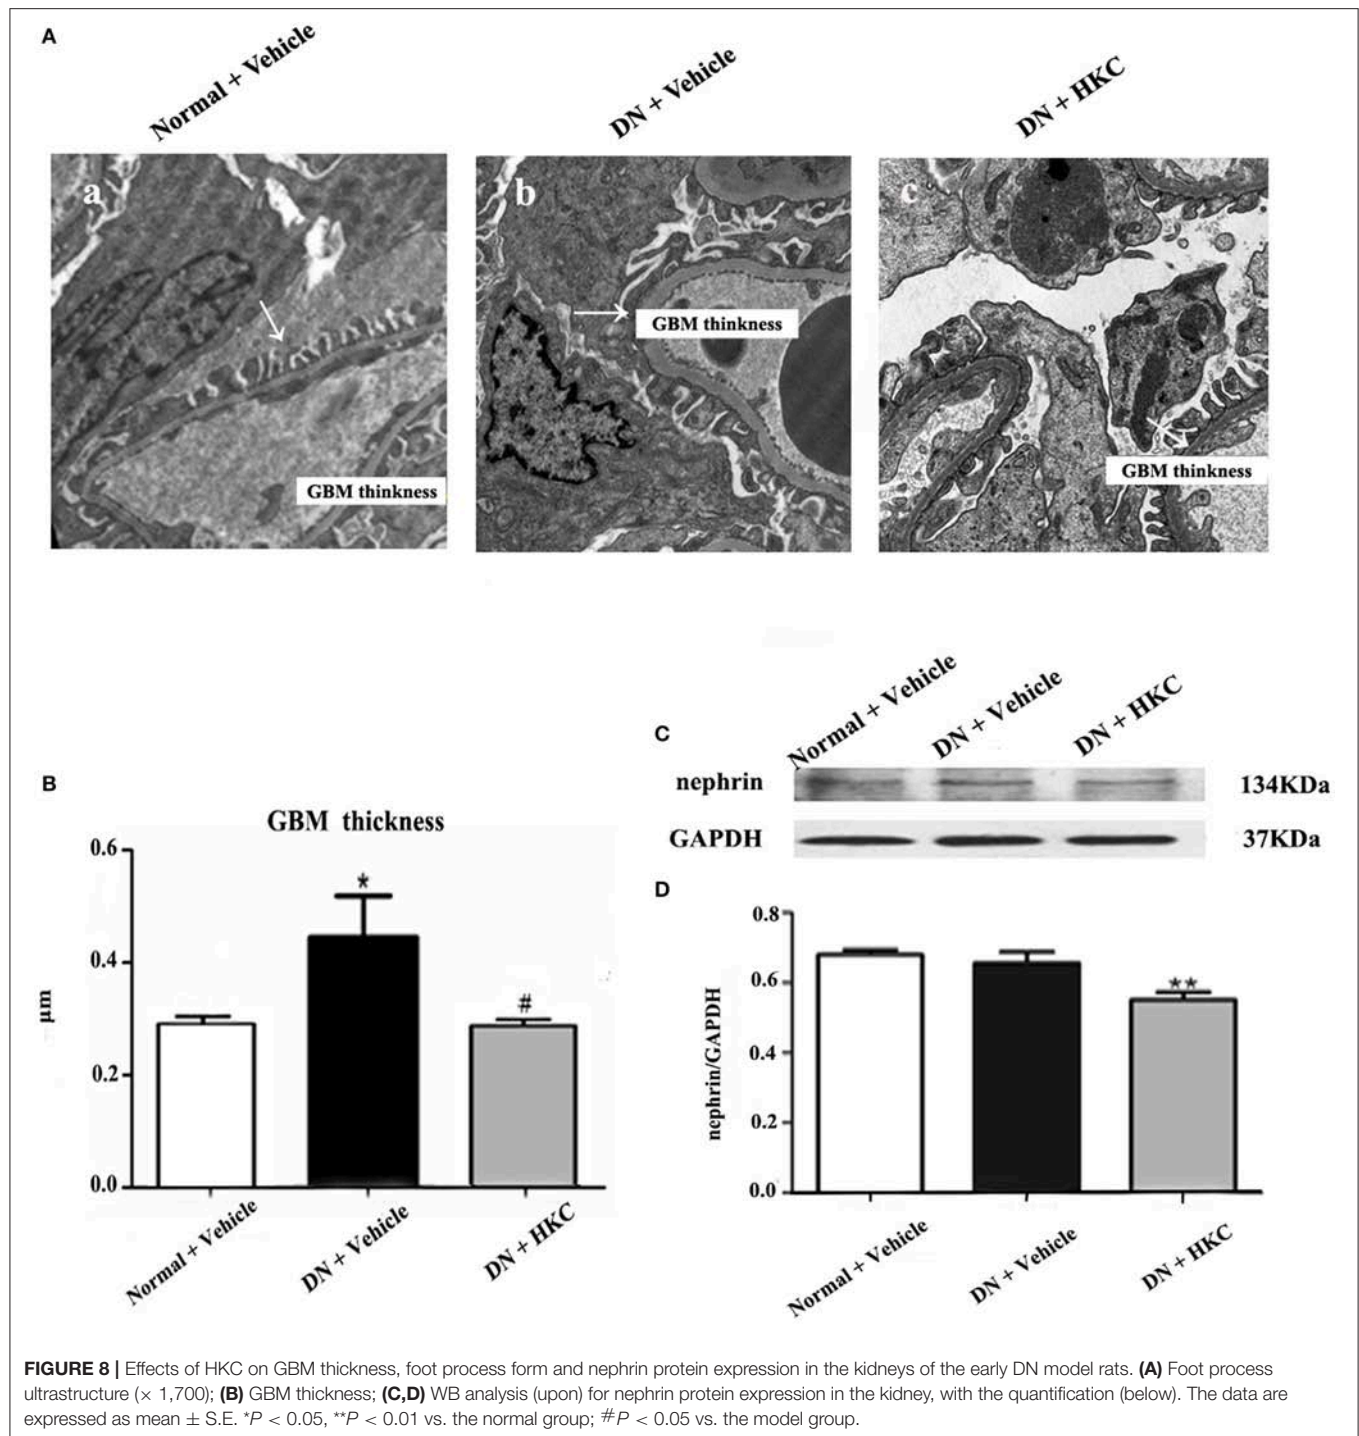 A
Normal + Vehicle
DN + Vehicle
DN + HKC
a
b
c
GBM thinkness
GBM thinkness
GBM thinkness
C
Normal + Vehicle
DN + Vehicle
DN + HKC
nephrin
134KDa
GAPDH
37KDa
B
GBM thickness
0.6
0.4
0.2
0.0
µm
*
#
Normal + Vehicle
DN + Vehicle
DN + HKC
D
0.8
0.6
0.4
0.2
0.0
nephrin/GAPDH
**
Normal + Vehicle
DN + Vehicle
DN + HKC
FIGURE 8 | Effects of HKC on GBM thickness, foot process form and nephrin protein expression in the kidneys of the early DN model rats. (A) Foot process
ultrastructure (× 1,700); (B) GBM thickness; (C,D) WB analysis (upon) for nephrin protein expression in the kidney, with the quantification (below). The data are
expressed as mean ± S.E. *P < 0.05, **P < 0.01 vs. the normal group; #P < 0.05 vs. the model group.